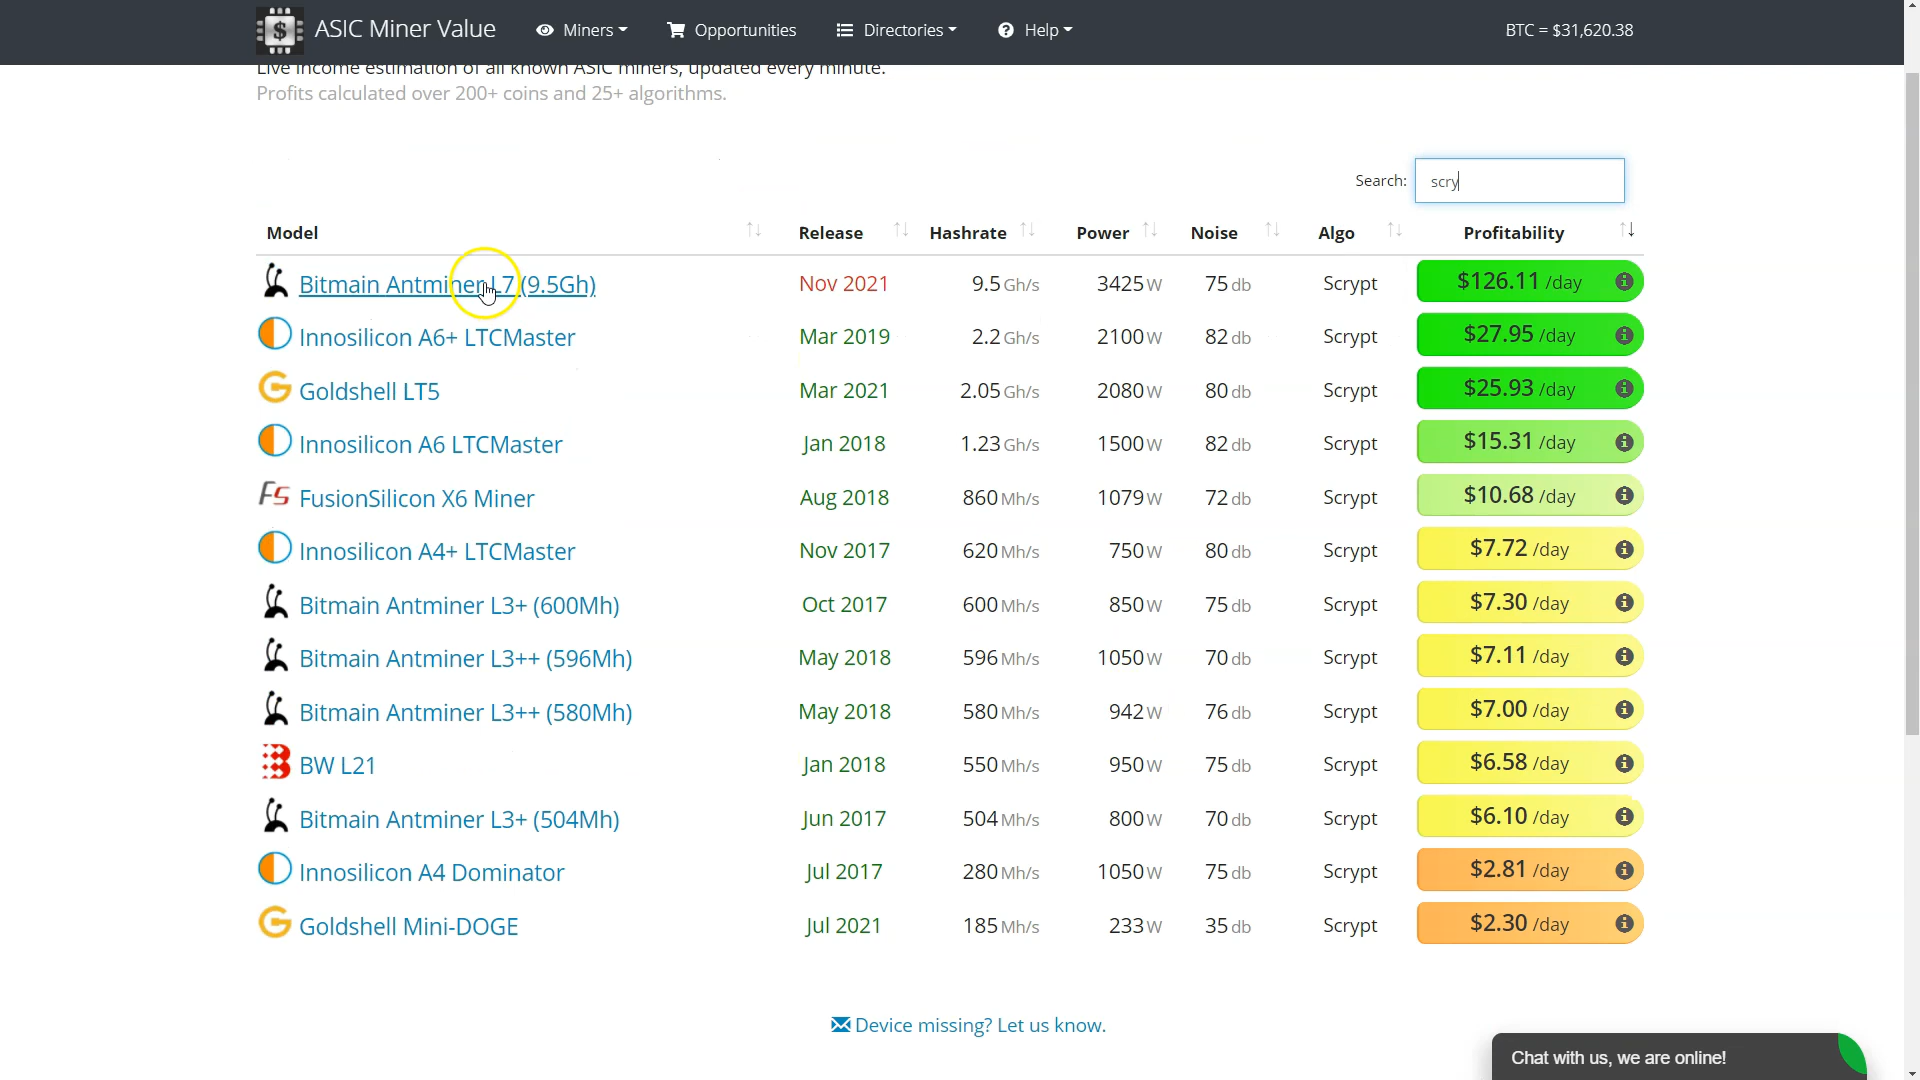 ASIC Miner Value Miners Opportunities Directories Help BTC = $31,620.38
Live income estimation of all known ASIC miners, updated every minute.
Profits calculated over 200+ coins and 25+ algorithms.
Search: scry
Model Release Hashrate Power Noise Algo Profitability
Bitmain Antminer L7 (9.5Gh) Nov 2021 9.5 Gh/s 3425 W 75 db Scrypt $126.11 /day
Innosilicon A6+ LTCMaster Mar 2019 2.2 Gh/s 2100 W 82 db Scrypt $27.95 /day
Goldshell LT5 Mar 2021 2.05 Gh/s 2080 W 80 db Scrypt $25.93 /day
Innosilicon A6 LTCMaster Jan 2018 1.23 Gh/s 1500 W 82 db Scrypt $15.31 /day
FS FusionSilicon X6 Miner Aug 2018 860 Mh/s 1079 W 72 db Scrypt $10.68 /day
Innosilicon A4+ LTCMaster Nov 2017 620 Mh/s 750 W 80 db Scrypt $7.72 /day
Bitmain Antminer L3+ (600Mh) Oct 2017 600 Mh/s 850 W 75 db Scrypt $7.30 /day
Bitmain Antminer L3++ (596Mh) May 2018 596 Mh/s 1050 W 70 db Scrypt $7.11 /day
Bitmain Antminer L3++ (580Mh) May 2018 580 Mh/s 942 W 76 db Scrypt $7.00 /day
BW L21 Jan 2018 550 Mh/s 950 W 75 db Scrypt $6.58 /day
Bitmain Antminer L3+ (504Mh) Jun 2017 504 Mh/s 800 W 70 db Scrypt $6.10 /day
Innosilicon A4 Dominator Jul 2017 280 Mh/s 1050 W 75 db Scrypt $2.81 /day
Goldshell Mini-DOGE Jul 2021 185 Mh/s 233 W 35 db Scrypt $2.30 /day
Device missing? Let us know.
Chat with us, we are online!